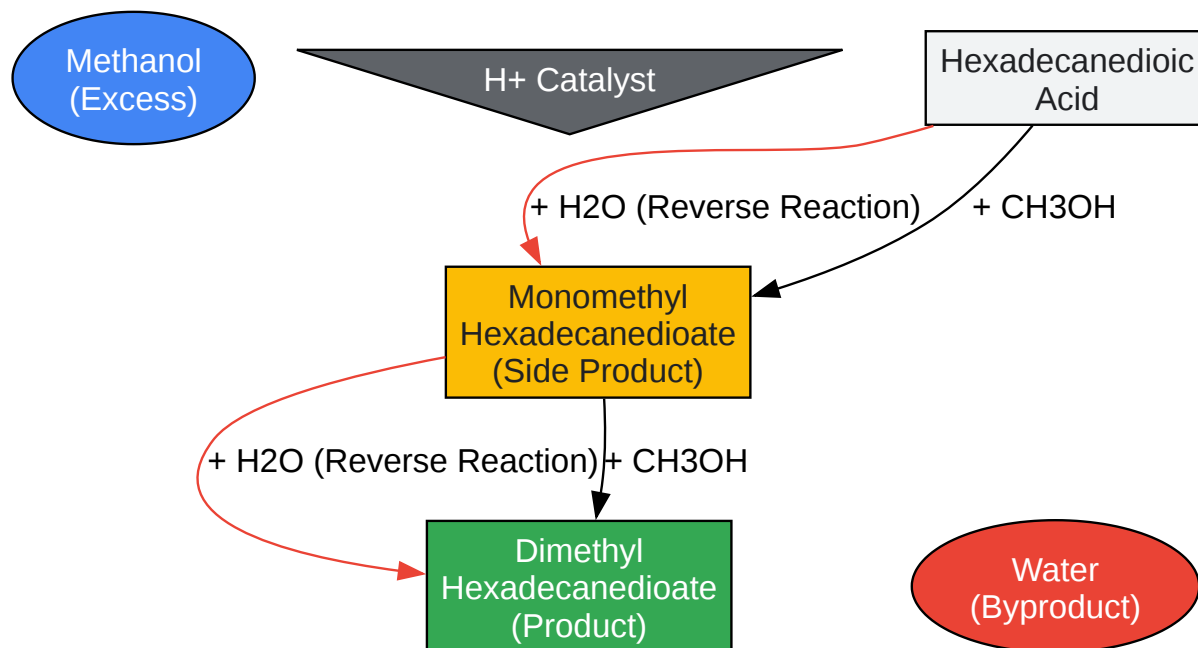 Methanol
(Excess)
H+ Catalyst
Hexadecanedioic
Acid
+ H2O (Reverse Reaction)
+ CH3OH
Monomethyl
Hexadecanedioate
(Side Product)
+ H2O (Reverse Reaction)
+ CH3OH
Dimethyl
Hexadecanedioate
(Product)
Water
(Byproduct)